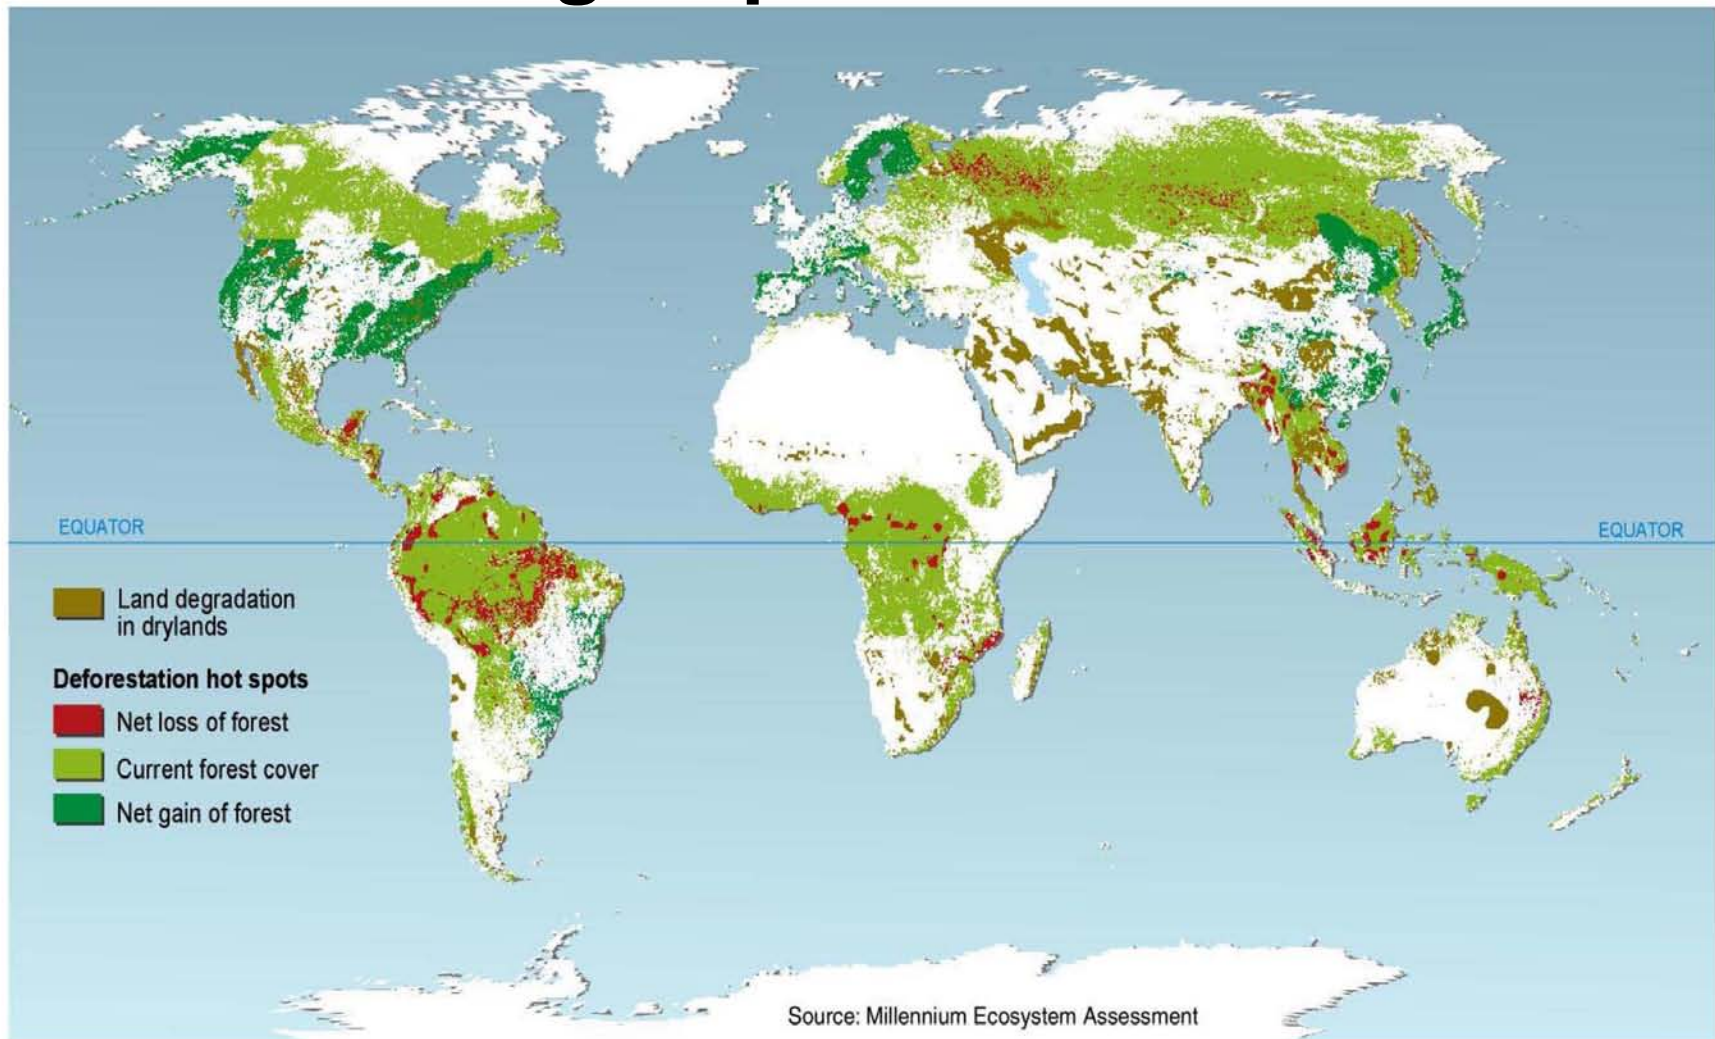 EQUATOR
EQUATOR
Land degradation
in drylands
Deforestation hot spots
Net loss of forest
Current forest cover
Net gain of forest
Source: Millennium Ecosystem Assessment